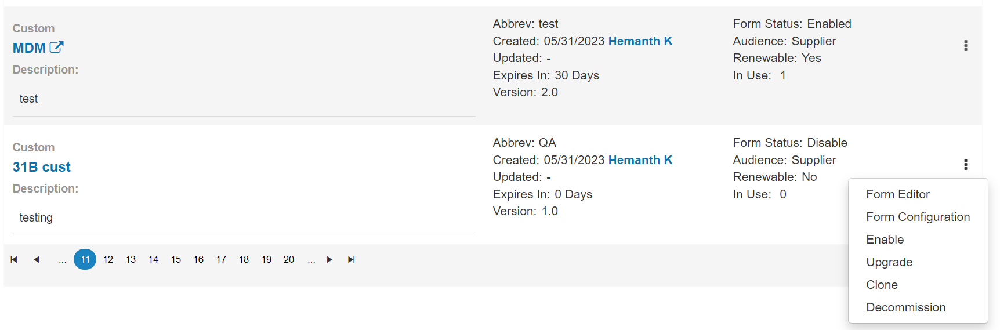 Custom
MDM
Description:
test
Abbrev: test
Created: 05/31/2023 Hemanth K
Updated: -
Expires In: 30 Days
Version: 2.0
Form Status: Enabled
Audience: Supplier
Renewable: Yes
In Use: 1
Custom
31B cust
Description:
testing
Abbrev: QA
Created: 05/31/2023 Hemanth K
Updated: -
Expires In: 0 Days
Version: 1.0
Form Status: Disable
Audience: Supplier
Renewable: No
In Use: 0
Form Editor
Form Configuration
Enable
Upgrade
Clone
Decommission
... 11 12 13 14 15 16 17 18 19 20 ...